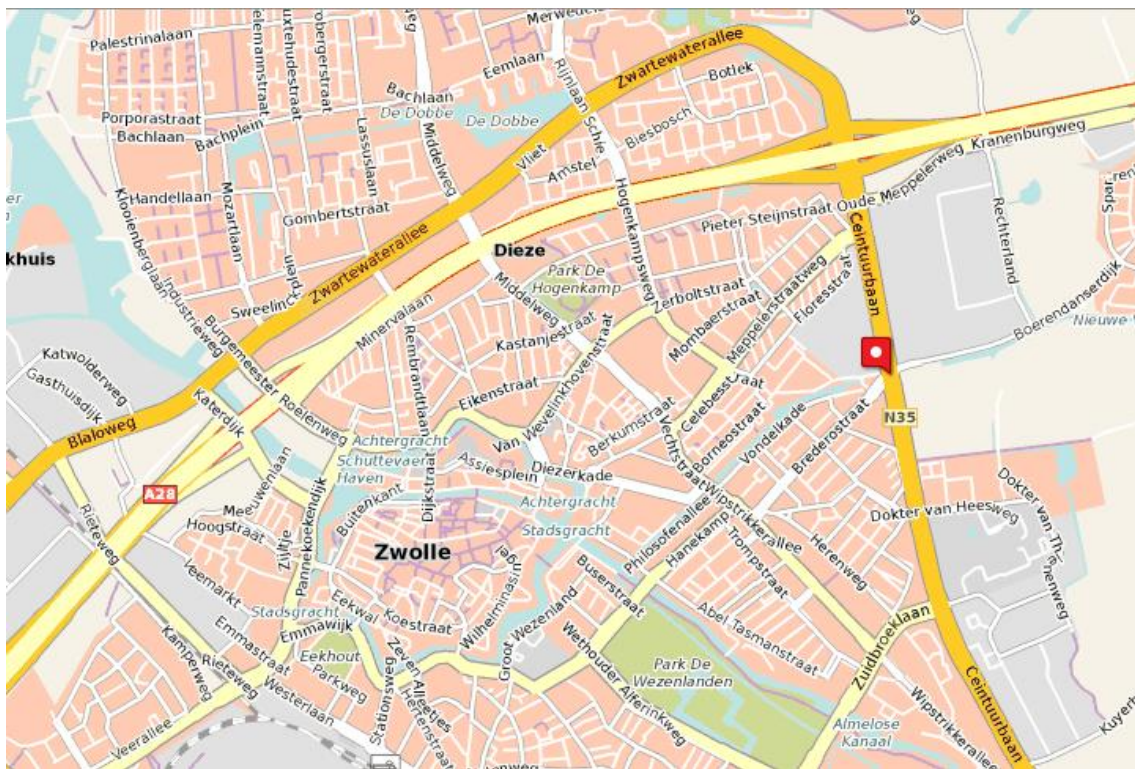 Palestrinalaan
Merwedel
Zwartewaterallee
Eemlaan
Botlek
Bachlaan
Rijnlaan Schie
Porporastraat
De Dobbe
De Dobbe
Biesbosch
Bachlaan
Bachplein
Lassuslaan
Middelweg
Vliet
Kranenburgweg
Amstel
Handellaan
Mozartlaan
Gombertstraat
Hogenkampsweg
Pieter Steijnstraat
Oude Meppelerweg
Klooienberglaan
Zwartewaterallee
Dieze
Ceintuurbaan
Rechterland
khuis
Park De
Hogenkamp
Sweelinck
Minervalaan
Middelweg
Zerboltstraat
Floresstraat
Boerendanserdijk
Industrieweg
Rembrandtlaan
Kastanjestraat
Mombaerstraat
Meppelerstraatweg
Nieuwe
Katwolderweg
Burgemeester Roelenweg
Gasthuisdijk
Eikenstraat
Van Wevelinkhovenstraat
Celebesstraat
Katerdijk
N35
Blaloweg
Achtergracht
Berkumstraat
Vechtstraat
Borneostraat
Vondelkade
Brederostraat
Schuttevaer
Haven
Assiesplein
Diezerkade
A28
Meeuwenlaan
Buitenkant
Dijkstraat
Achtergracht
Wipstrikkerallee
Dokter van Heesweg
Hoogstraat
Stadsgracht
Rieteweg
Zijltje
Pannekoekendijk
Zwolle
Philosofenallee
Hanekamp
Trompstraat
Herenweg
Veemarkt
Buserstraat
Stadsgracht
Eekwal
Koestraat
Wilhelminasingel
Groot Wezenland
Abel Tasmanstraat
Zuidbroeklaan
Emmawijk
Emmastraat
Wethouder Alferinkweg
Eekhout
Zeven Alleetjes
Park De
Wezenlanden
Kamperweg
Rieteweg
Parkweg
Ceintuurbaan
Westerlaan
Stationsweg
Hertenstraat
Wipstrikkerallee
Almelose
Kanaal
Veerallee
Kuyerh